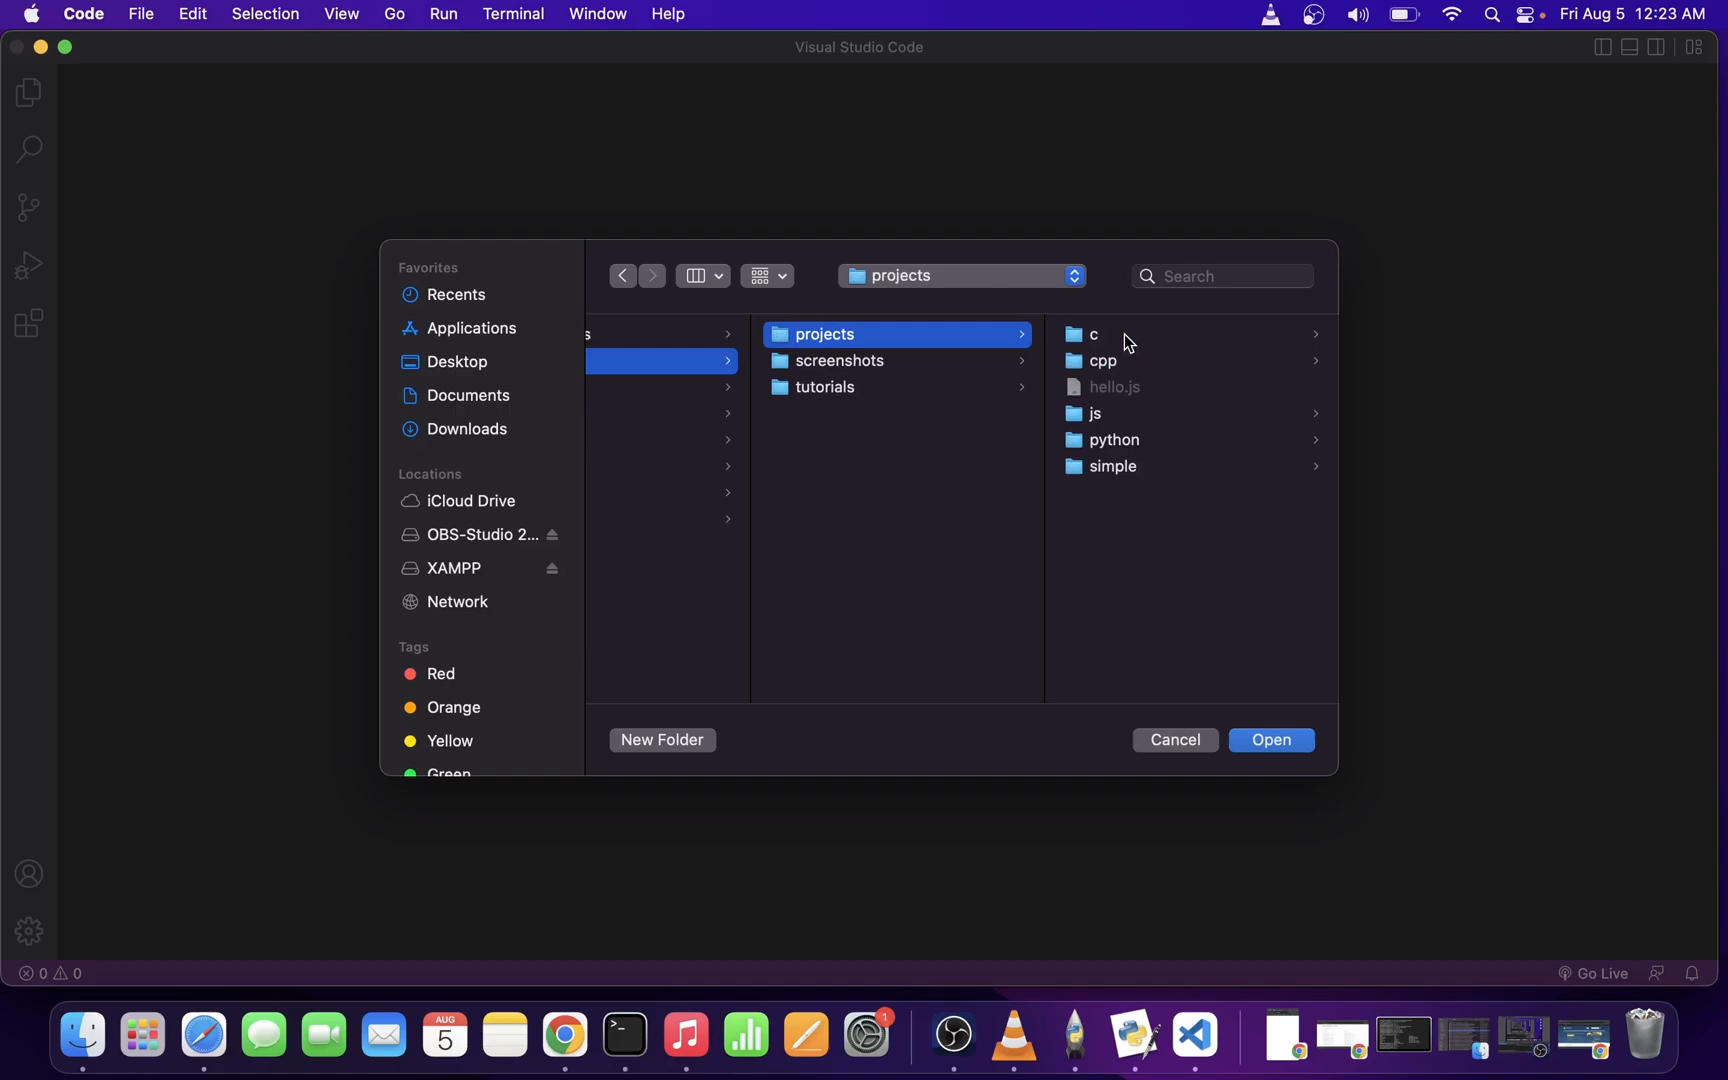 Code File Edit Selection View Go Run Terminal Window Help Fri Aug 5 12:23 AM
Visual Studio Code
Favorites
Recents
Applications
Desktop
Documents
Downloads
Locations
iCloud Drive
OBS-Studio 2...
XAMPP
Network
Tags
Red
Orange
Yellow
Green
projects
Search
s
projects
screenshots
tutorials
c
cpp
hello.js
js
python
simple
New Folder Cancel Open
0 0 Go Live
AUG
5
1